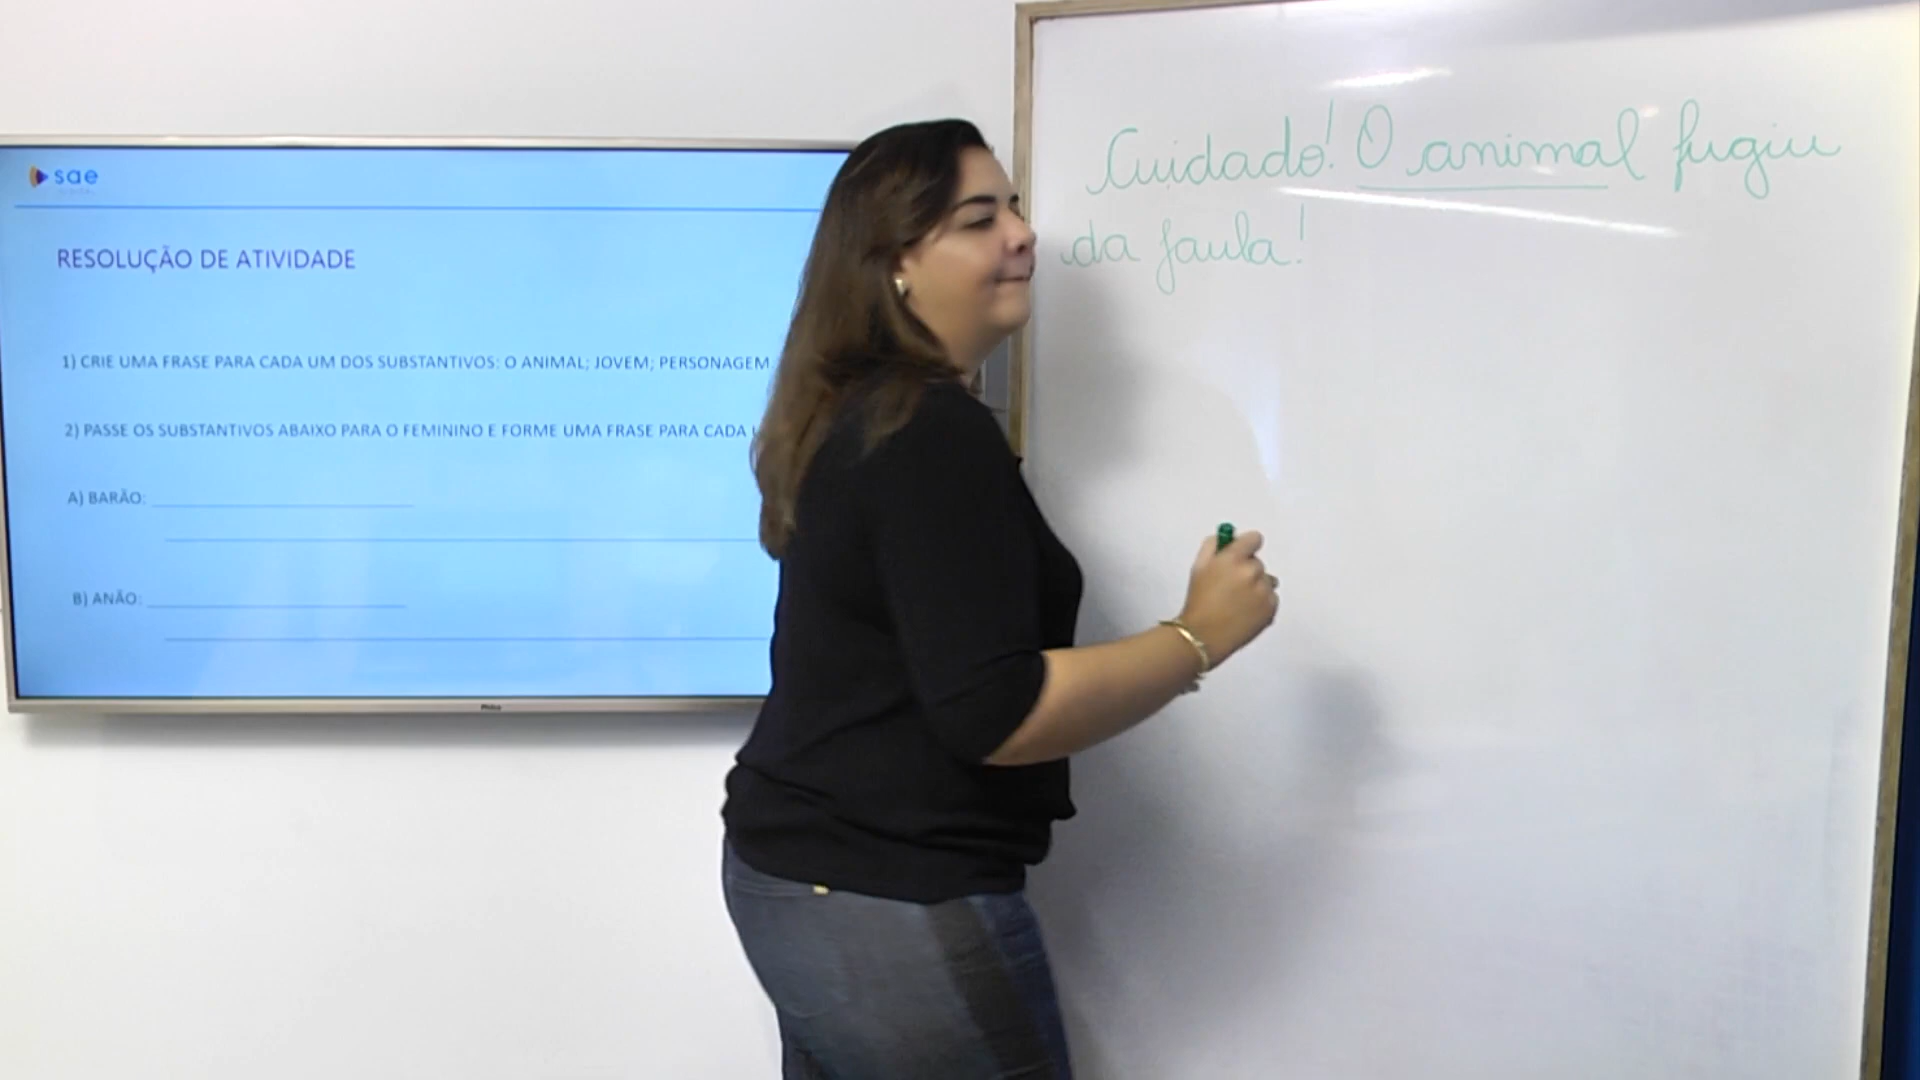 sae
RESOLUÇÃO DE ATIVIDADE
1) CRIE UMA FRASE PARA CADA UM DOS SUBSTANTIVOS: O ANIMAL; JOVEM; PERSONAGEM
2) PASSE OS SUBSTANTIVOS ABAIXO PARA O FEMININO E FORME UMA FRASE PARA CADA
A) BARÃO:
B) ANÃO:
Philco
Cuidado! O animal fugiu
da jaula!